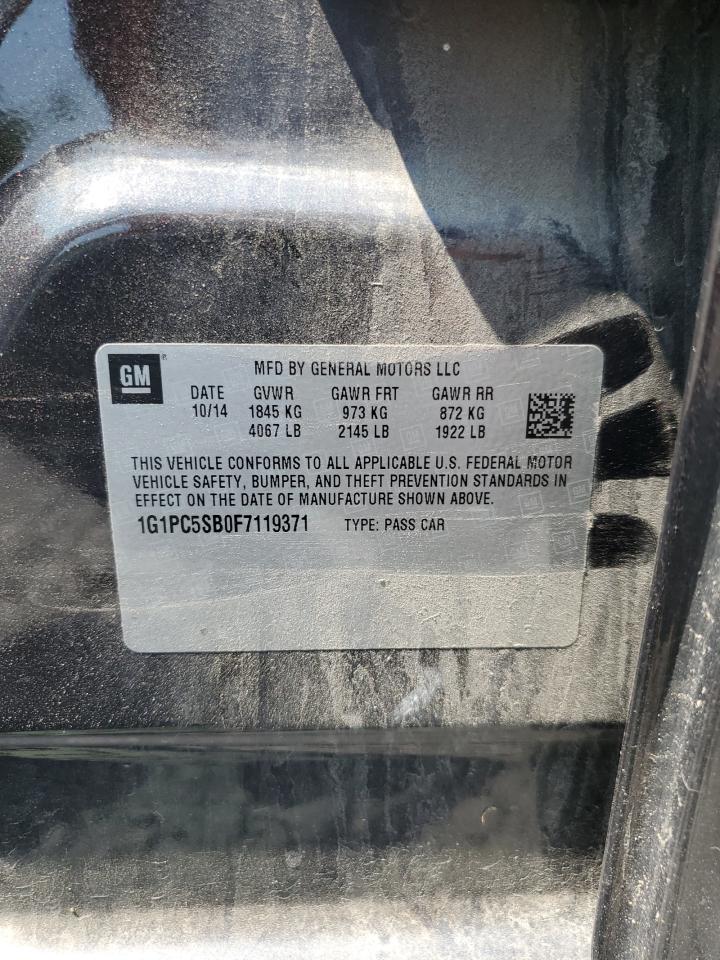 GM ® MFD BY GENERAL MOTORS LLC
DATE GVWR GAWR FRT GAWR RR
10/14 1845 KG 973 KG 872 KG
4067 LB 2145 LB 1922 LB
THIS VEHICLE CONFORMS TO ALL APPLICABLE U.S. FEDERAL MOTOR
VEHICLE SAFETY, BUMPER, AND THEFT PREVENTION STANDARDS IN
EFFECT ON THE DATE OF MANUFACTURE SHOWN ABOVE.
1G1PC5SB0F7119371 TYPE: PASS CAR